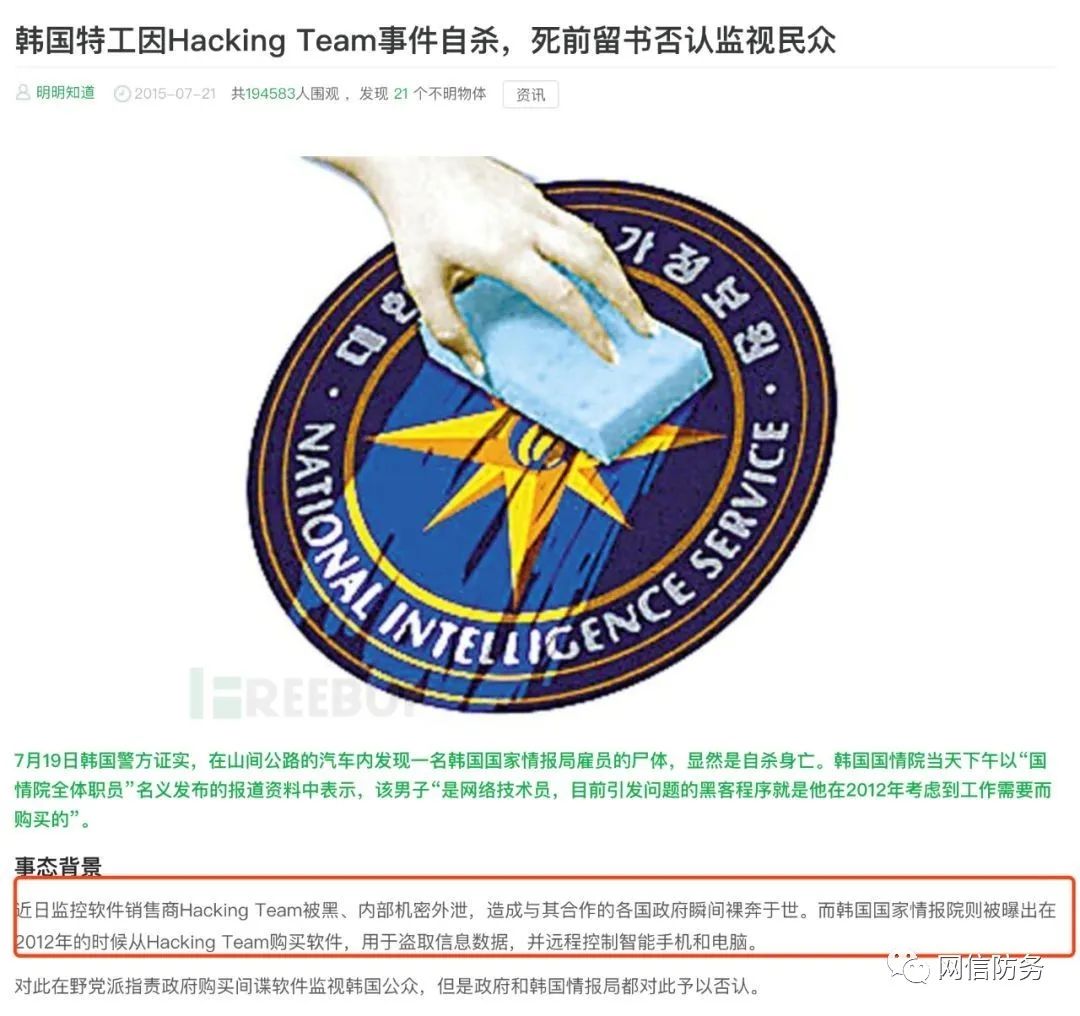 韩国特工因Hacking Team事件自杀，死前留书否认监视民众
明明知道 2015-07-21 共194583人围观 ，发现 21 个不明物体 资讯
가정보원
대한
NATIONAL INTELLIGENCE SERVICE
FREEBUF
7月19日韩国警方证实，在山间公路的汽车内发现一名韩国国家情报局雇员的尸体，显然是自杀身亡。韩国国情院当天下午以“国
情院全体职员”名义发布的报道资料中表示，该男子“是网络技术员，目前引发问题的黑客程序就是他在2012年考虑到工作需要而
购买的”。
事态背景
近日监控软件销售商Hacking Team被黑、内部机密外泄，造成与其合作的各国政府瞬间裸奔于世。而韩国国家情报院则被曝出在
2012年的时候从Hacking Team购买软件，用于盗取信息数据，并远程控制智能手机和电脑。
网信防务
对此在野党派指责政府购买间谍软件监视韩国公众，但是政府和韩国情报局都对此予以否认。